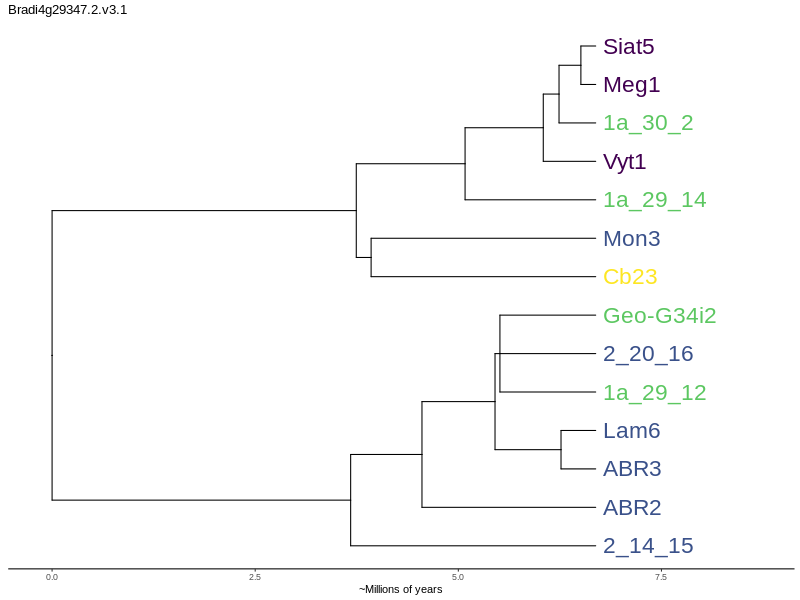 Bradi4g29347.2.v3.1
Siat5
Meg1
1a_30_2
Vyt1
1a_29_14
Mon3
Cb23
Geo-G34i2
2_20_16
1a_29_12
Lam6
ABR3
ABR2
2_14_15
0.0 2.5 5.0 7.5
~Millions of years